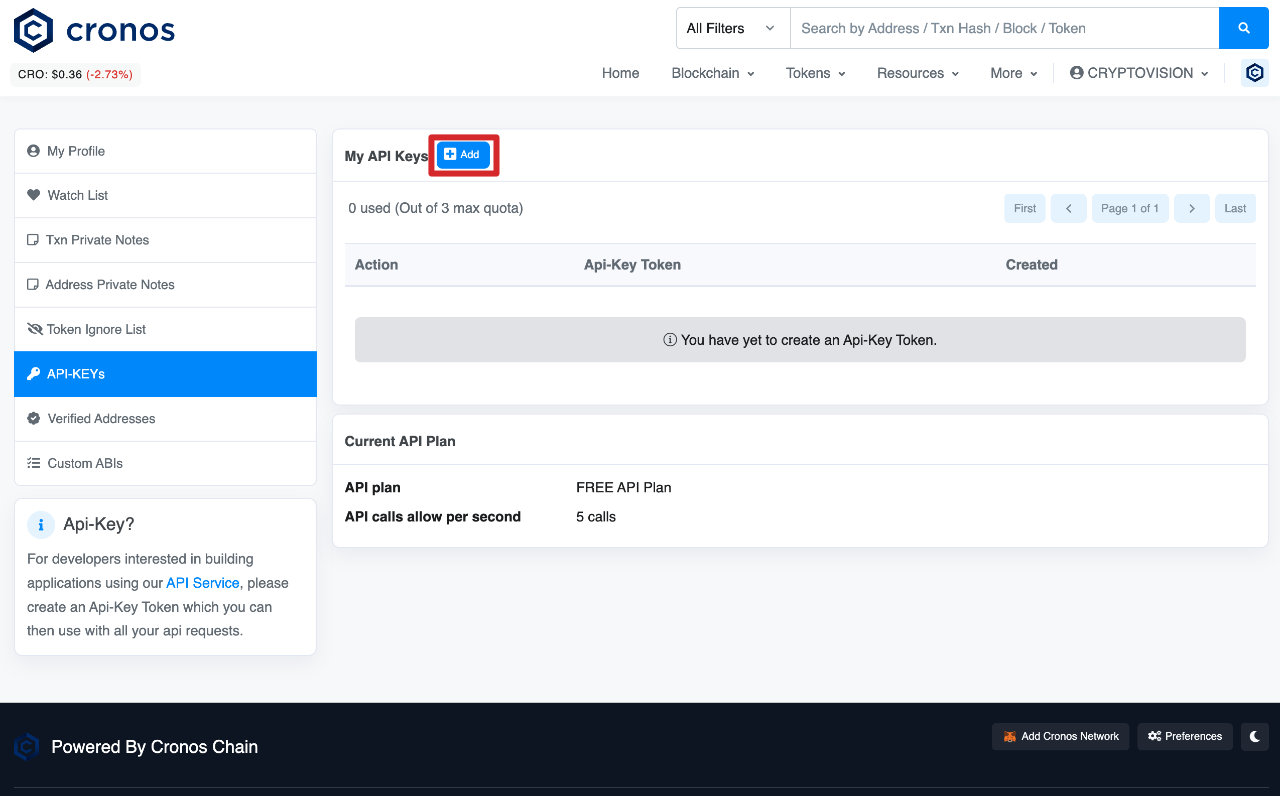 cronos
All Filters
Search by Address / Txn Hash / Block / Token
CRO: $0.36 (-2.73%)
Home
Blockchain
Tokens
Resources
More
CRYPTOVISION
My Profile
Watch List
Txn Private Notes
Address Private Notes
Token Ignore List
API-KEYs
Verified Addresses
Custom ABIs
Api-Key?
For developers interested in building
applications using our API Service, please
create an Api-Key Token which you can
then use with all your api requests.
My API Keys
Add
0 used (Out of 3 max quota)
First
Page 1 of 1
Last
Action
Api-Key Token
Created
You have yet to create an Api-Key Token.
Current API Plan
API plan
FREE API Plan
API calls allow per second
5 calls
Powered By Cronos Chain
Add Cronos Network
Preferences